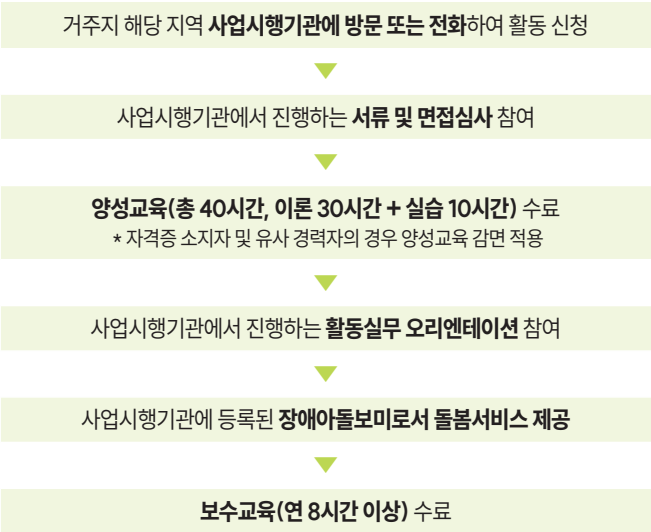 거주지 해당 지역 사업시행기관에 방문 또는 전화하여 활동 신청
사업시행기관에서 진행하는 서류 및 면접심사 참여
양성교육(총 40시간, 이론 30시간 + 실습 10시간) 수료
* 자격증 소지자 및 유사 경력자의 경우 양성교육 감면 적용
사업시행기관에서 진행하는 활동실무 오리엔테이션 참여
사업시행기관에 등록된 장애아돌보미로서 돌봄서비스 제공
보수교육(연 8시간 이상) 수료